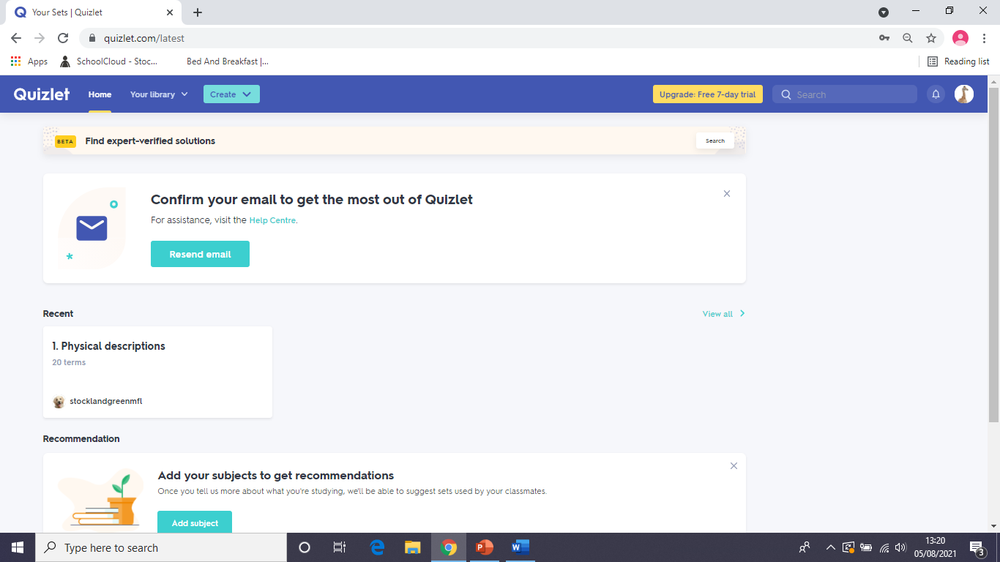 Your Sets | Quizlet
quizlet.com/latest
Apps SchoolCloud - Stoc... Bed And Breakfast |... Reading list
Quizlet Home Your library Create Upgrade: Free 7-day trial Search
BETA Find expert-verified solutions Search
Confirm your email to get the most out of Quizlet
For assistance, visit the Help Centre.
Resend email
Recent View all
1. Physical descriptions
20 terms
stocklandgreenmfl
Recommendation
Add your subjects to get recommendations
Once you tell us more about what you're studying, we'll be able to suggest sets used by your classmates.
Add subject
Type here to search
13:20
05/08/2021
3